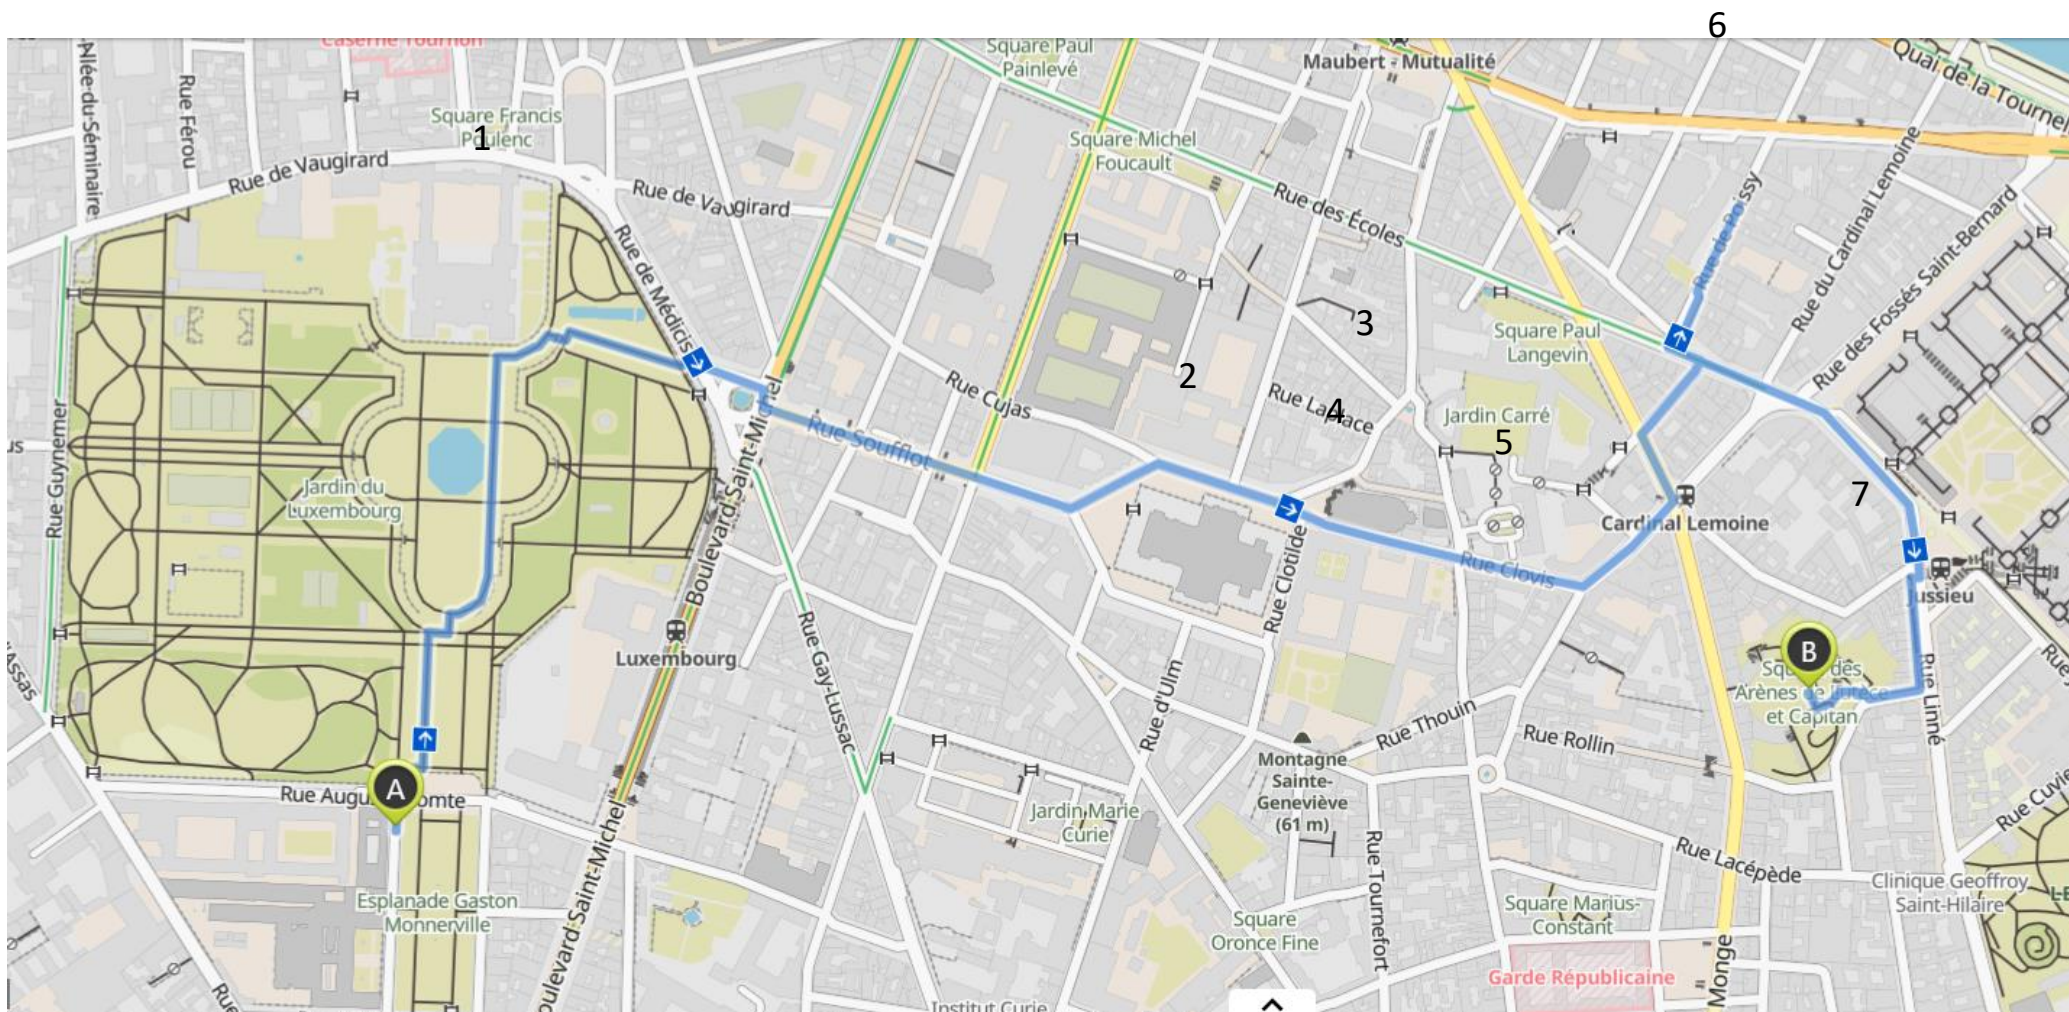 6
Caserne Tournon
Square Paul
Painlevé
Maubert - Mutualité
Quai de la Tournel
Allée du Séminaire
Rue Férou
Square Francis
Poulenc
1
Square Michel
Foucault
Rue de Vaugirard
Rue de Vaugirard
Rue des Écoles
Rue de Poissy
Rue du Cardinal Lemoine
Rue des Fossés Saint-Bernard
Rue de Médicis
3
Square Paul
Langevin
2
Rue Cujas
Rue Laplace
4
Jardin Carré
5
Rue Guynemer
Rue Soufflot
Boulevard Saint-Michel
Jardin du
Luxembourg
7
Cardinal Lemoine
Rue Clovis
Rue Clotilde
Jussieu
Luxembourg
Rue Gay-Lussac
B
Square des
Arènes de Lutèce
et Capitan
Rue Linné
Rue
d'Assas
Rue d'Ulm
Rue Thouin
Rue Rollin
Montagne
Sainte-
Geneviève
(61 m)
A
Rue Auguste Comte
Jardin Marie
Curie
Rue Cuvie
Rue Tournefort
Rue Lacépède
Clinique Geoffroy
Saint-Hilaire
LE
Esplanade Gaston
Monnerville
Boulevard Saint-Michel
Square
Oronce Fine
Square Marius-
Constant
Garde Républicaine
Monge
Rue
Institut Curie